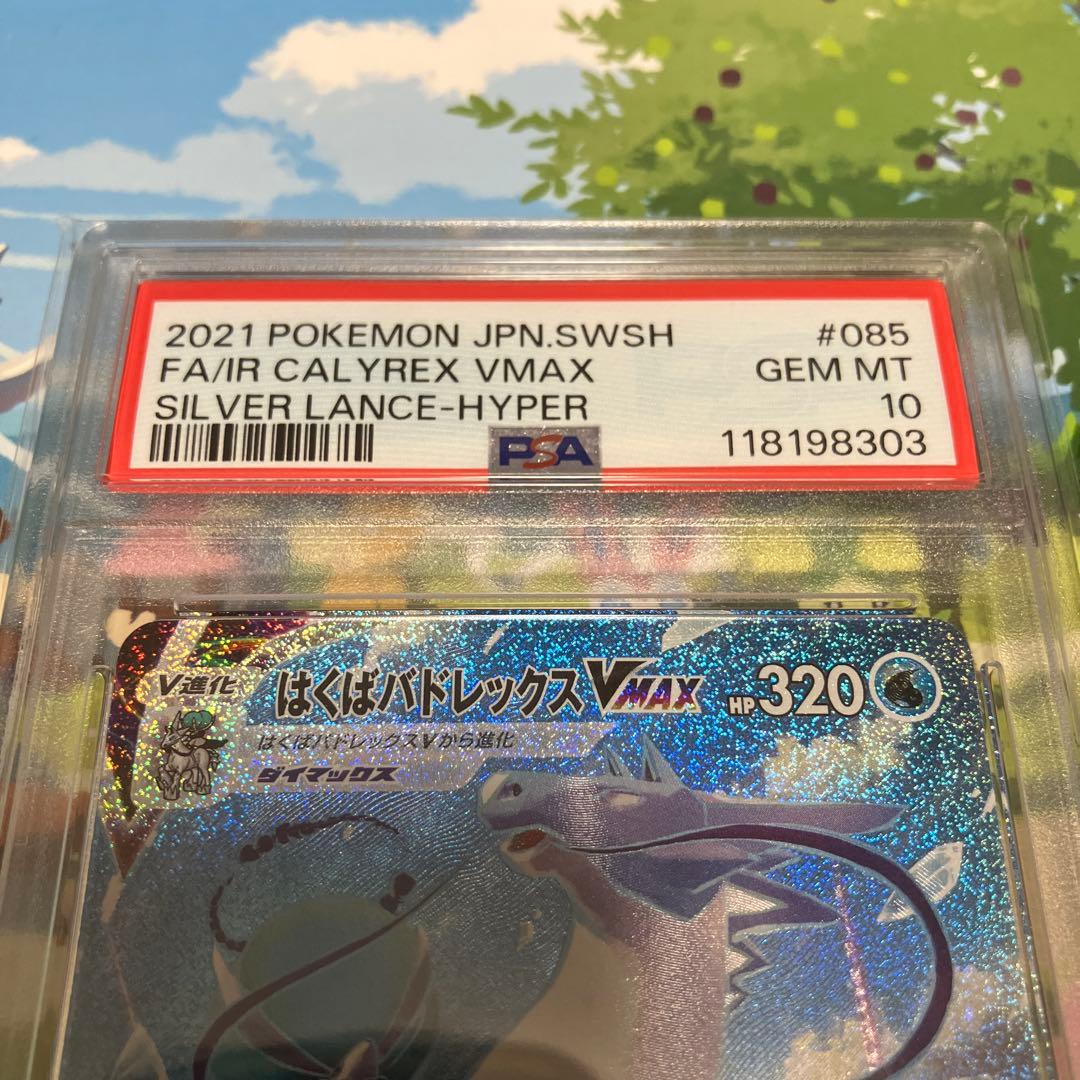 2021 POKEMON JPN.SWSH #085
FA/IR CALYREX VMAX GEM MT
SILVER LANCE-HYPER 10
PSA 118198303
V進化 はくばバドレックスVMAX HP320
はくばバドレックスVから進化
ダイマックス